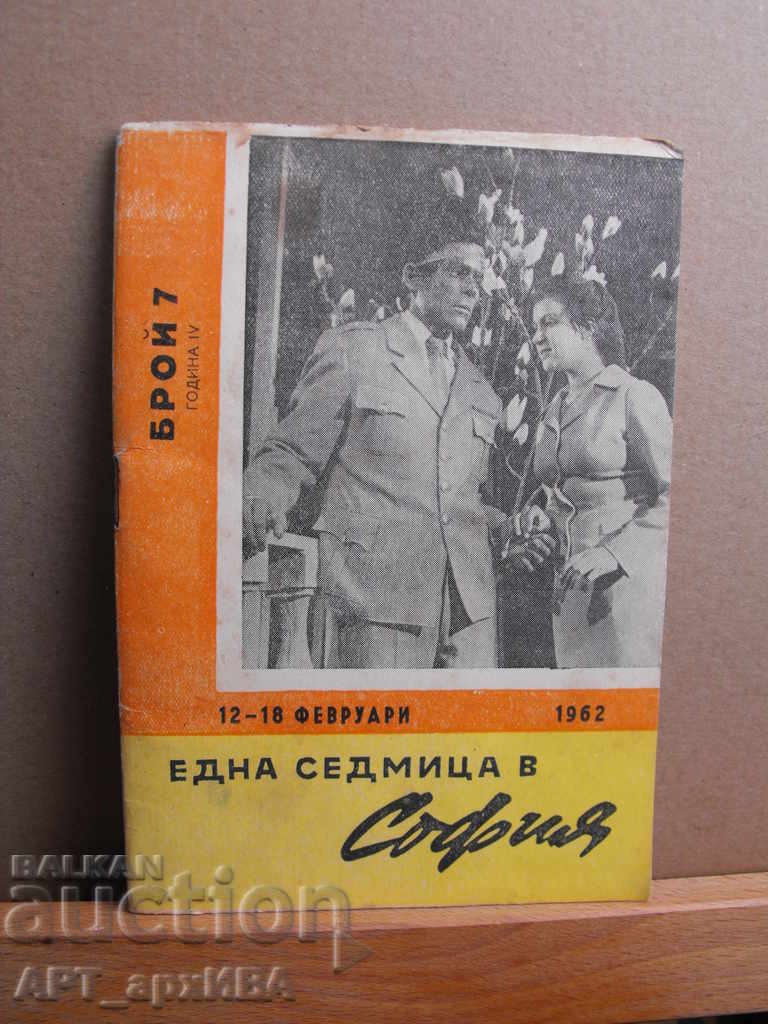 БРОЙ 7
ГОДИНА IV
12-18 ФЕВРУАРИ 1962
ЕДНА СЕДМИЦА В
София
BALKAN
auction
АРТ_архИВА